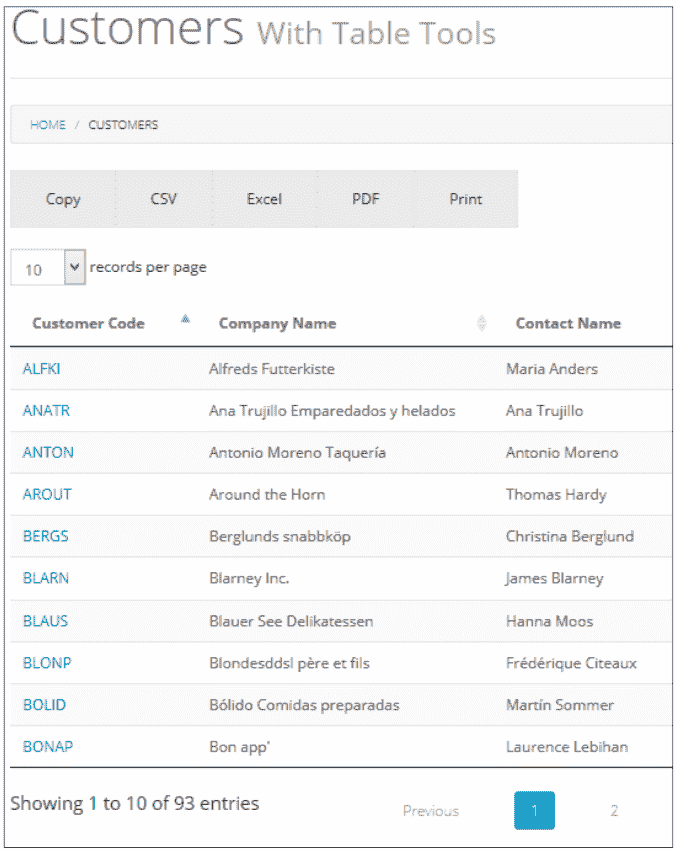 Customers With Table Tools
HOME / CUSTOMERS
Copy CSV Excel PDF Print
10 records per page
Customer Code Company Name Contact Name
ALFKI Alfreds Futterkiste Maria Anders
ANATR Ana Trujillo Emparedados y helados Ana Trujillo
ANTON Antonio Moreno Taquería Antonio Moreno
AROUT Around the Horn Thomas Hardy
BERGS Berglunds snabbköp Christina Berglund
BLARN Blarney Inc. James Blarney
BLAUS Blauer See Delikatessen Hanna Moos
BLONP Blondesddsl père et fils Frédérique Citeaux
BOLID Bólido Comidas preparadas Martín Sommer
BONAP Bon app' Laurence Lebihan
Showing 1 to 10 of 93 entries Previous 1 2